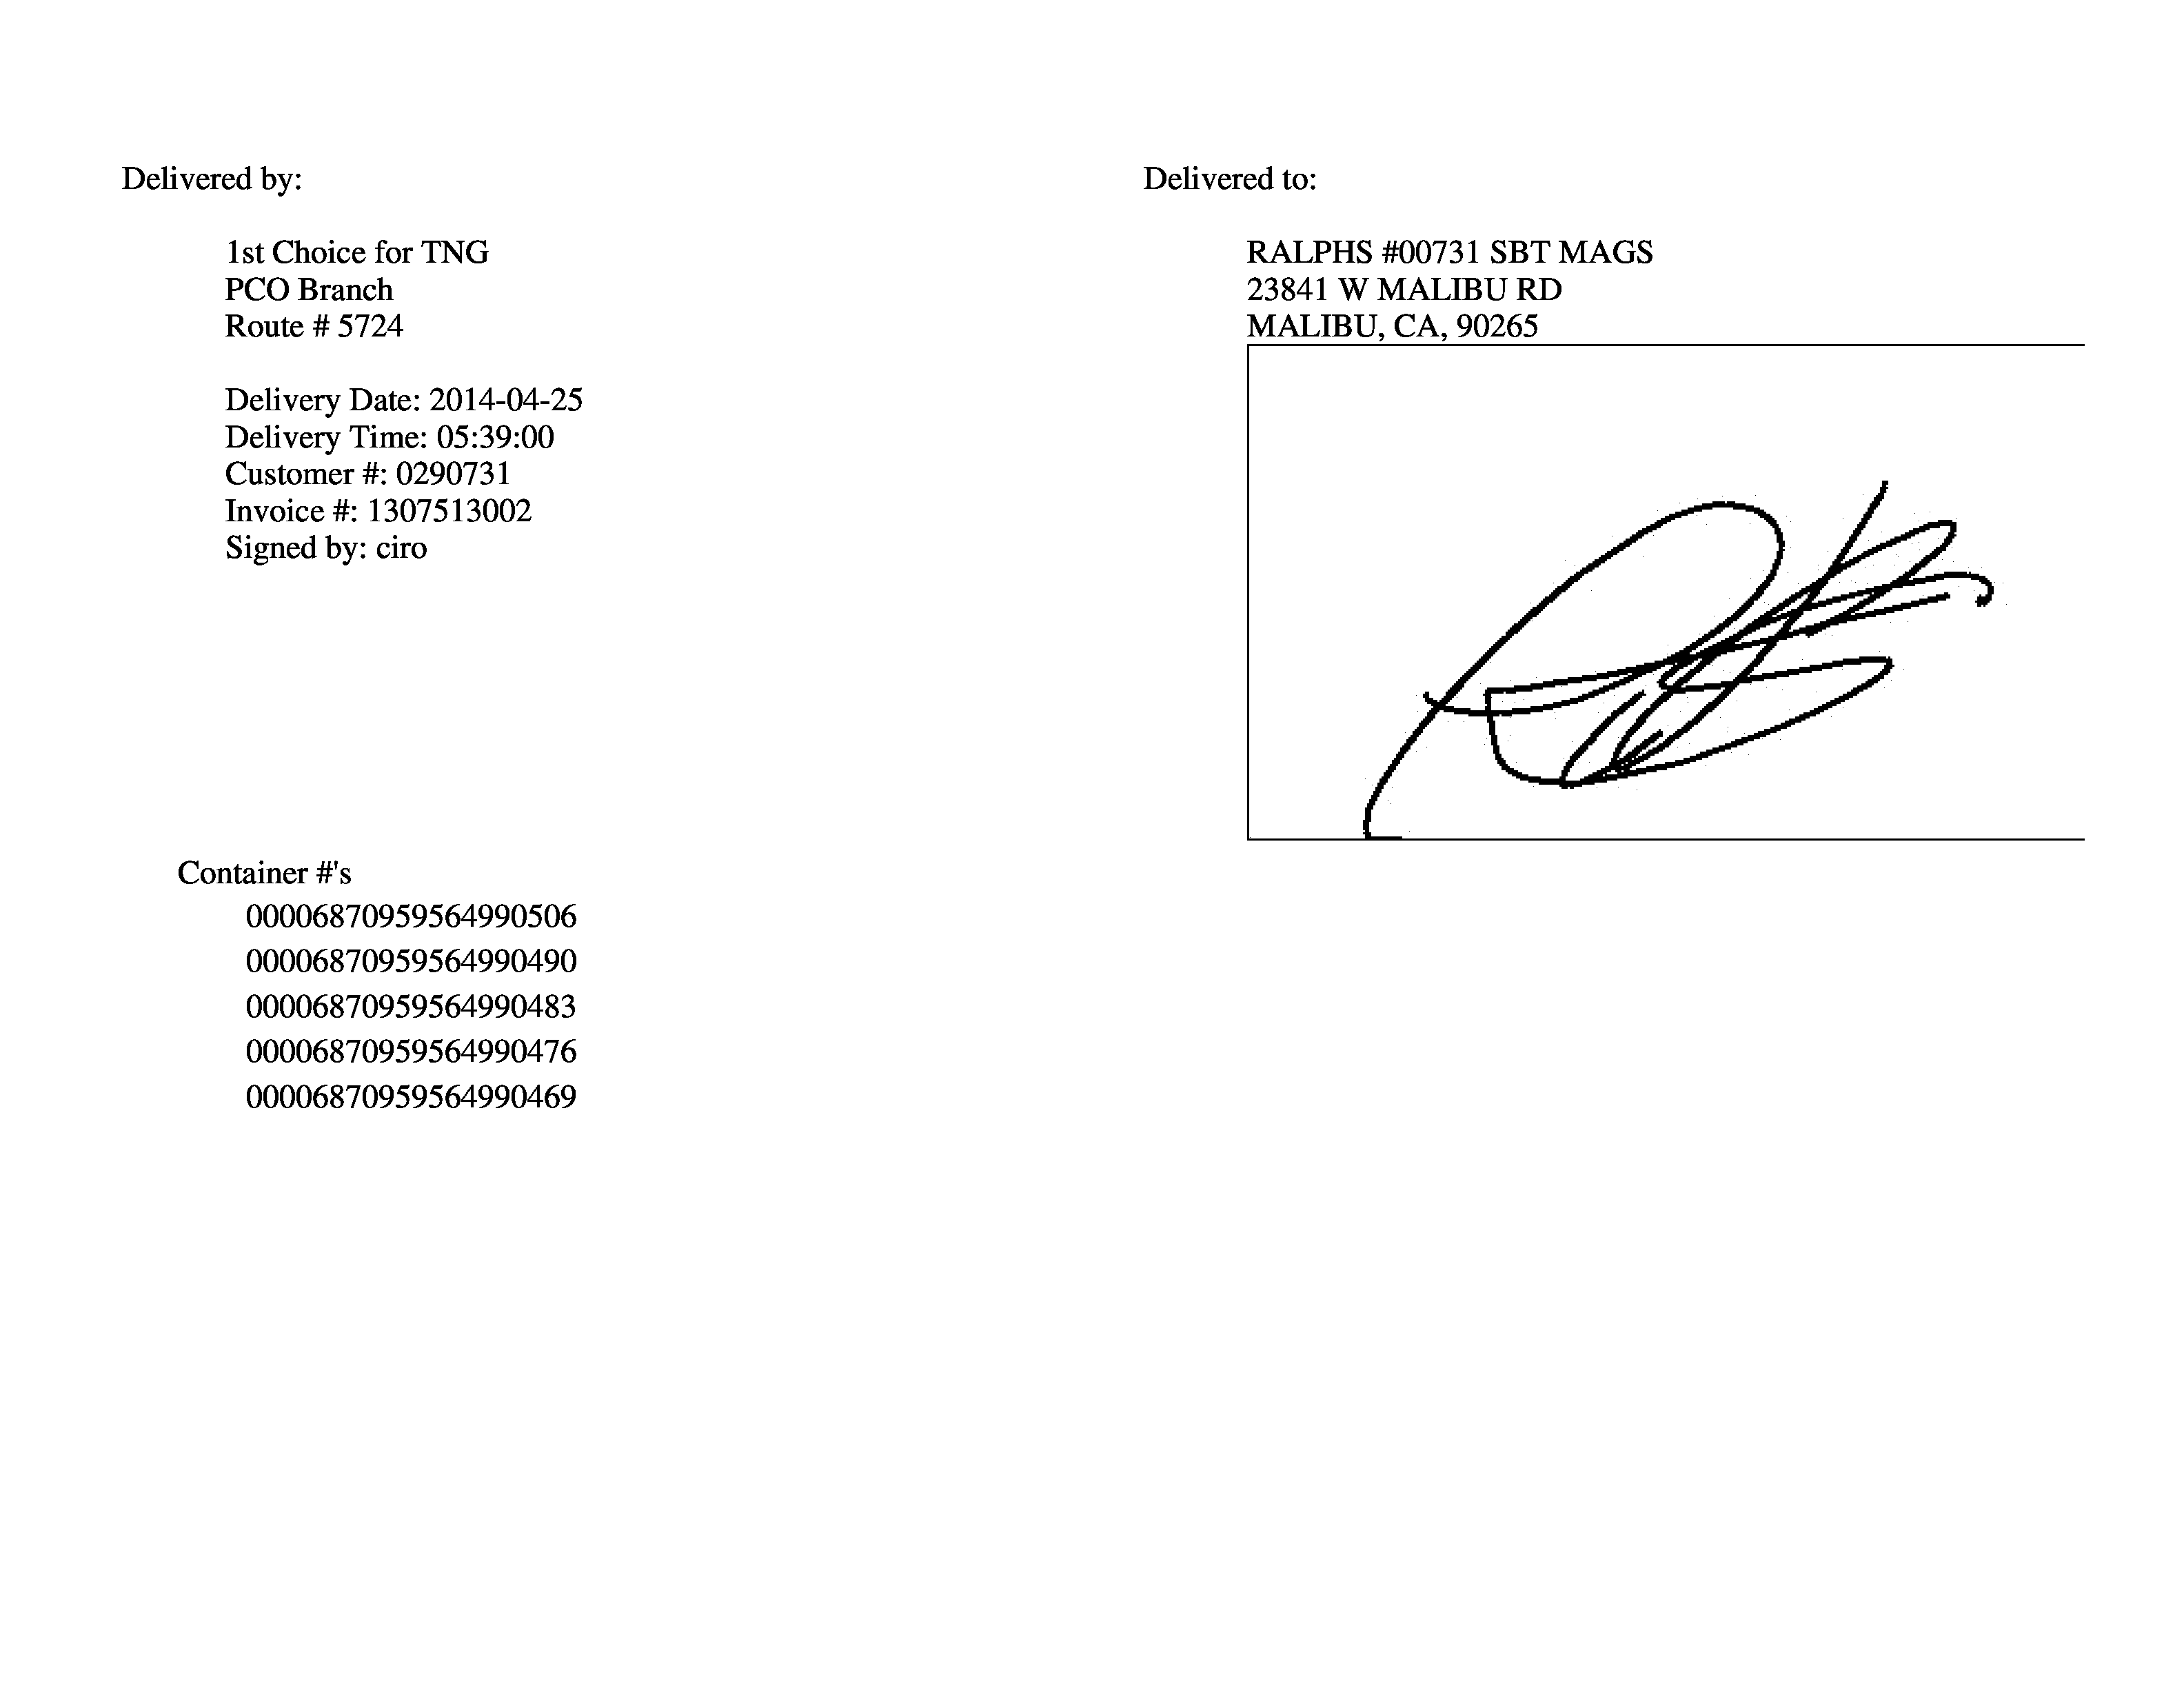 Delivered by:
1st Choice for TNG
PCO Branch
Route # 5724
Delivery Date: 2014-04-25
Delivery Time: 05:39:00
Customer #: 0290731
Invoice #: 1307513002
Signed by: ciro
Delivered to:
RALPHS #00731 SBT MAGS
23841 W MALIBU RD
MALIBU, CA, 90265
Container #'s
00006870959564990506
00006870959564990490
00006870959564990483
00006870959564990476
00006870959564990469